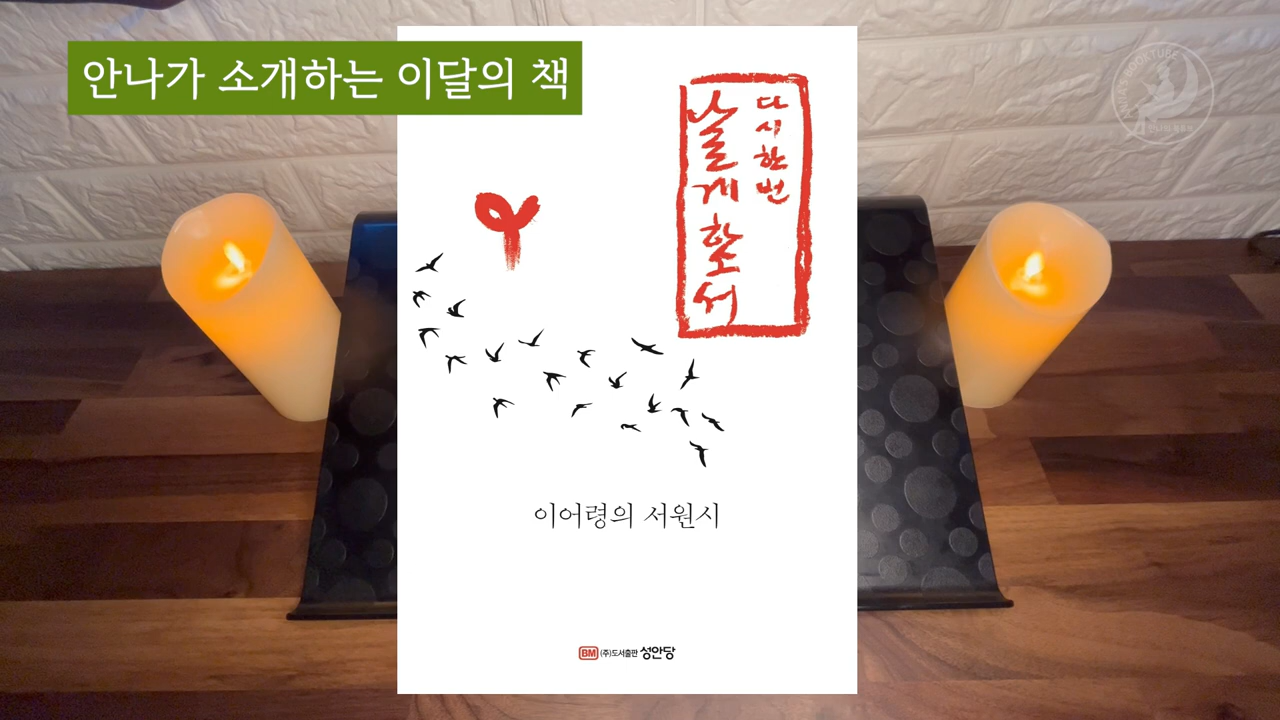 안나가 소개하는 이달의 책
다시 한번
날게 하소서
이어령의 서원시
BM (주)도서출판 성안당